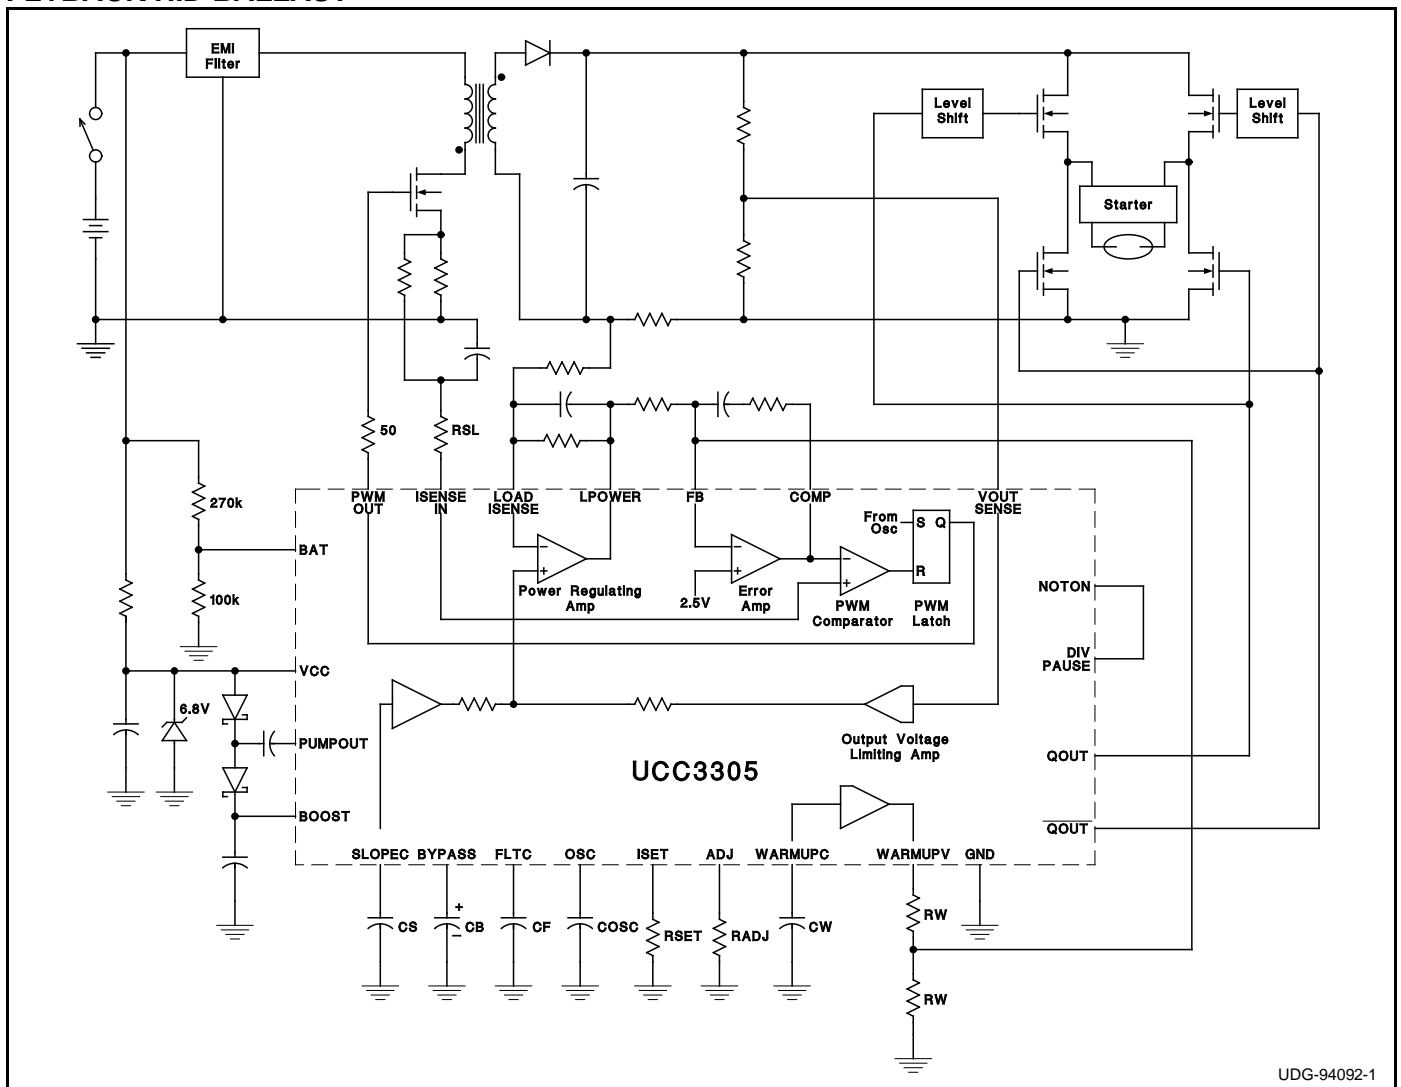 EMI
Filter
Level
Shift
Level
Shift
Starter
50
RSL
270k
100k
PWM
OUT
ISENSE
IN
LOAD
ISENSE
LPOWER
FB
COMP
VOUT
SENSE
BAT
From
Osc
S Q
R
Power Regulating
Amp
2.5V
Error
Amp
PWM
Comparator
PWM
Latch
NOTON
DIV
PAUSE
VCC
6.8V
PUMPOUT
BOOST
Output Voltage
Limiting Amp
UCC3305
QOUT
QOUT
SLOPEC
BYPASS
FLTC
OSC
ISET
ADJ
WARMUPC
WARMUPV
GND
CS
+
CB
–
CF
COSC
RSET
RADJ
CW
RW
RW
UDG-94092-1